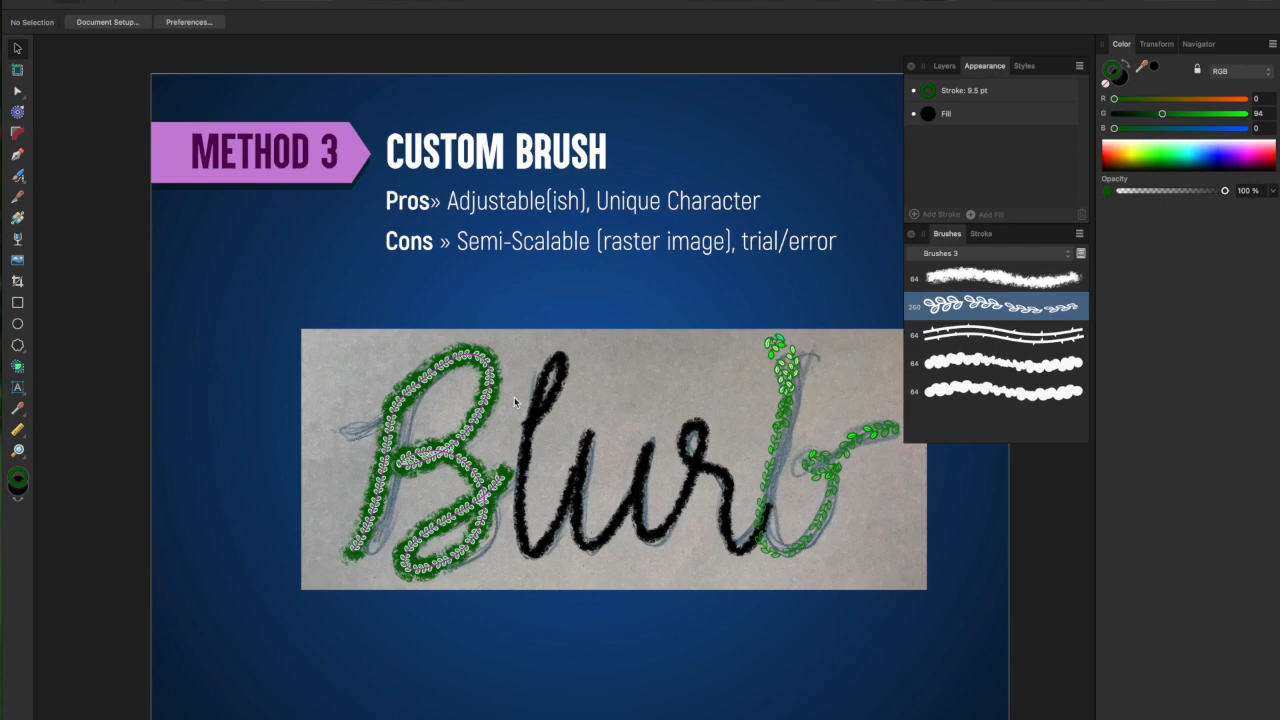 No Selection
Document Setup...
Preferences...
Color
Transform
Navigator
Layers
Appearance
Styles
RGB
Stroke: 9.5 pt
R
0
Fill
G
94
B
0
METHOD 3
CUSTOM BRUSH
Opacity
100 %
Pros» Adjustable(ish), Unique Character
Add Stroke
Add Fill
Cons » Semi-Scalable (raster image), trial/error
Brushes
Stroke
Brushes 3
64
260
64
64
64
Blurb
A